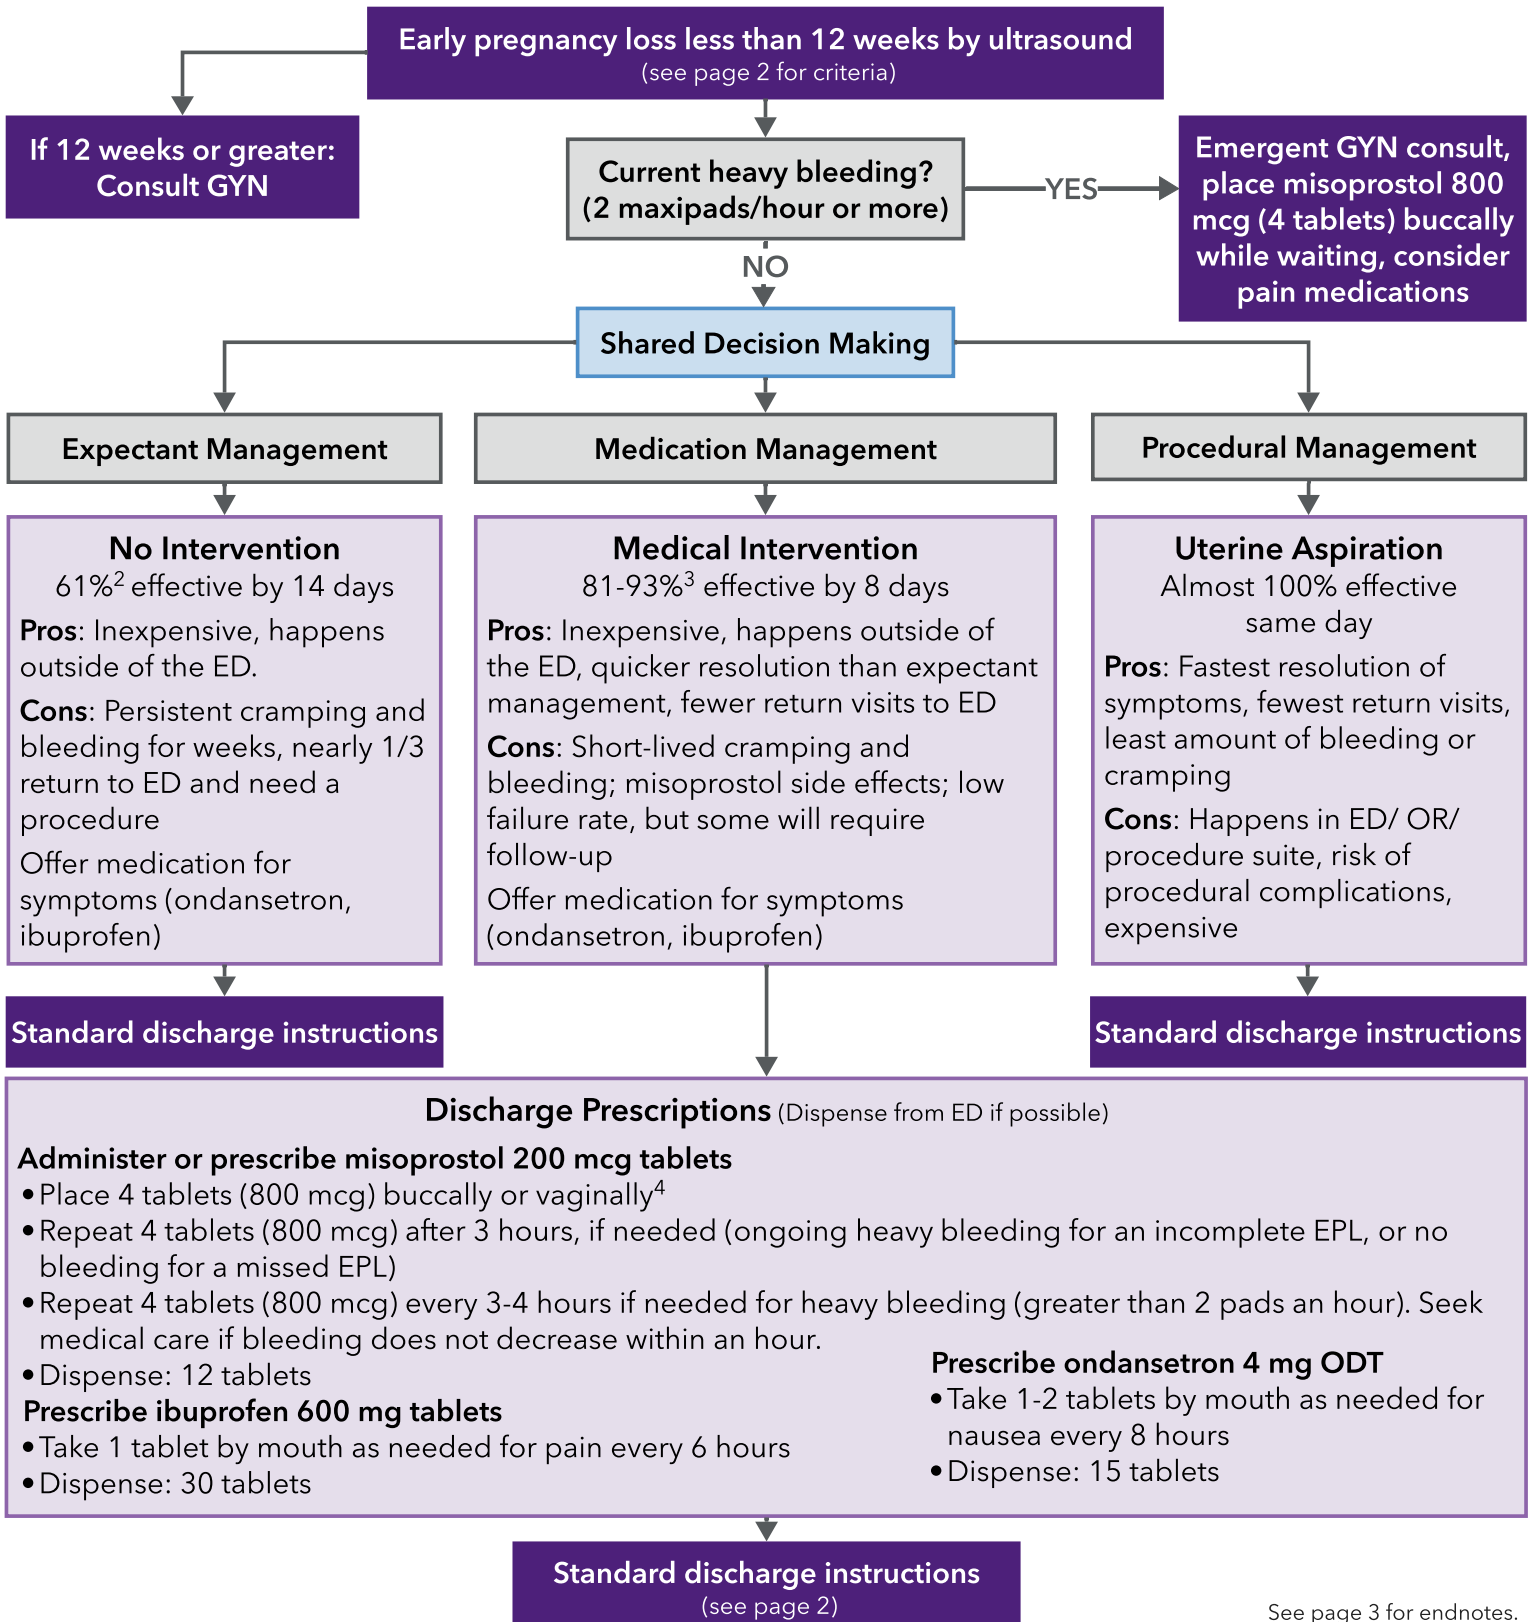 Early pregnancy loss less than 12 weeks by ultrasound
(see page 2 for criteria)
If 12 weeks or greater:
Consult GYN
Current heavy bleeding?
(2 maxipads/hour or more)
YES
Emergent GYN consult,
place misoprostol 800
mcg (4 tablets) buccally
while waiting, consider
pain medications
NO
Shared Decision Making
Expectant Management
No Intervention
61%2 effective by 14 days
Pros: Inexpensive, happens
outside of the ED.
Cons: Persistent cramping and
bleeding for weeks, nearly 1/3
return to ED and need a
procedure
Offer medication for
symptoms (ondansetron,
ibuprofen)
Standard discharge instructions
Medication Management
Medical Intervention
81-93%3 effective by 8 days
Pros: Inexpensive, happens outside of
the ED, quicker resolution than expectant
management, fewer return visits to ED
Cons: Short-lived cramping and
bleeding; misoprostol side effects; low
failure rate, but some will require
follow-up
Offer medication for symptoms
(ondansetron, ibuprofen)
Procedural Management
Uterine Aspiration
Almost 100% effective
same day
Pros: Fastest resolution of
symptoms, fewest return visits,
least amount of bleeding or
cramping
Cons: Happens in ED/ OR/
procedure suite, risk of
procedural complications,
expensive
Standard discharge instructions
Discharge Prescriptions (Dispense from ED if possible)
Administer or prescribe misoprostol 200 mcg tablets
•Place 4 tablets (800 mcg) buccally or vaginally4
•Repeat 4 tablets (800 mcg) after 3 hours, if needed (ongoing heavy bleeding for an incomplete EPL, or no
bleeding for a missed EPL)
•Repeat 4 tablets (800 mcg) every 3-4 hours if needed for heavy bleeding (greater than 2 pads an hour). Seek
medical care if bleeding does not decrease within an hour.
•Dispense: 12 tablets
Prescribe ibuprofen 600 mg tablets
•Take 1 tablet by mouth as needed for pain every 6 hours
•Dispense: 30 tablets
Prescribe ondansetron 4 mg ODT
•Take 1-2 tablets by mouth as needed for
nausea every 8 hours
•Dispense: 15 tablets
Standard discharge instructions
(see page 2)
See page 3 for endnotes.